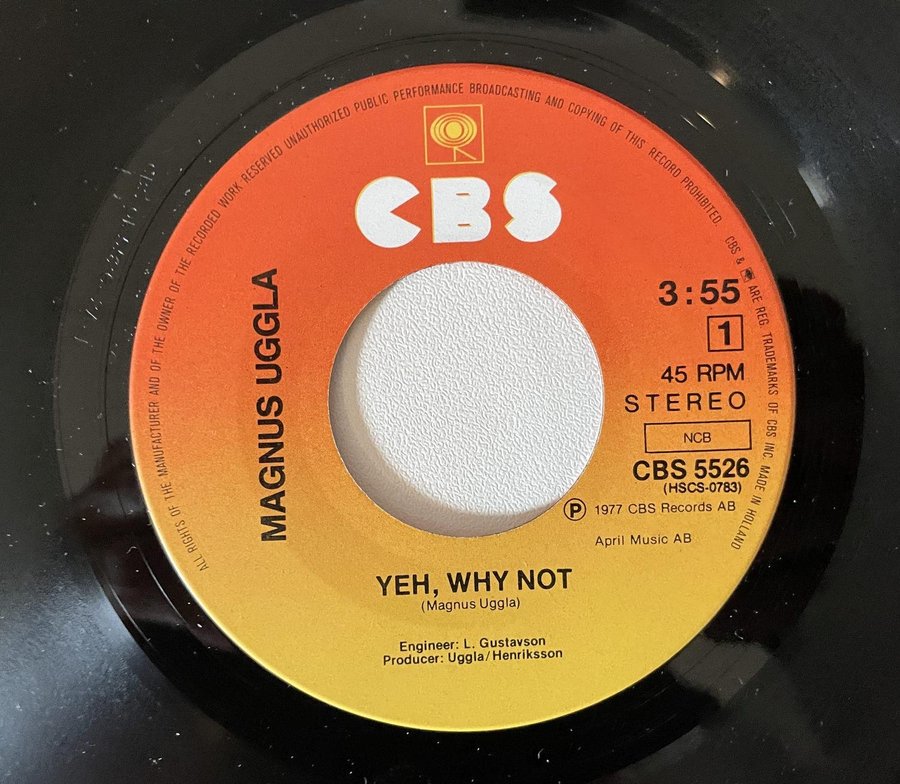 ALL RIGHTS OF THE MANUFACTURER AND OF THE OWNER OF THE RECORDED WORK RESERVED UNAUTHORIZED PUBLIC PERFORMANCE BROADCASTING AND COPYING OF THIS RECORD PROHIBITED. CBS & ARE REG. TRADEMARKS OF CBS INC. MADE IN HOLLAND
CBS
MAGNUS UGGLA
3:55
1
45 RPM
STEREO
NCB
CBS 5526
(HSCS-0783)
Ⓟ 1977 CBS Records AB
April Music AB
YEH, WHY NOT
(Magnus Uggla)
Engineer: L. Gustavson
Producer: Uggla/Henriksson